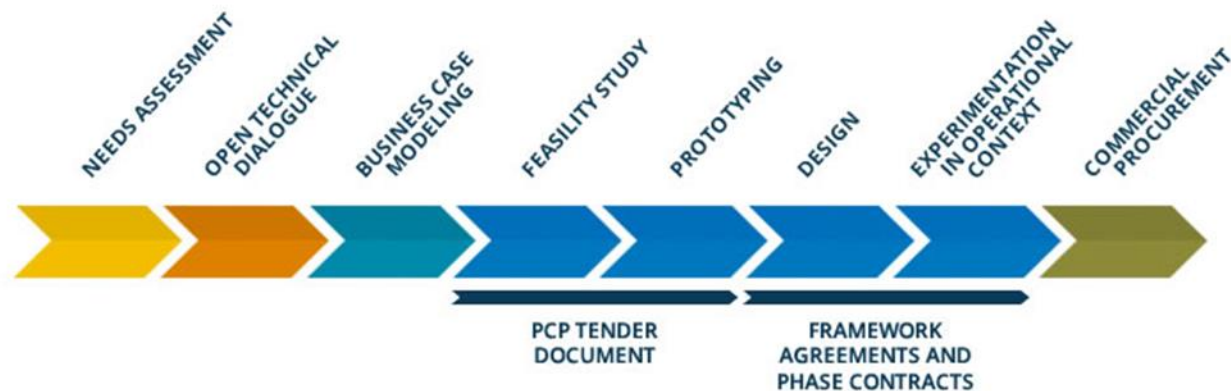 NEEDS ASSESSMENT
OPEN TECHNICAL
DIALOGUE
BUSINESS CASE
MODELING
FEASILITY STUDY
PROTOTYPING
DESIGN
EXPERIMENTATION
IN OPERATIONAL
CONTEXT
COMMERCIAL
PROCUREMENT
PCP TENDER
DOCUMENT
FRAMEWORK
AGREEMENTS AND
PHASE CONTRACTS